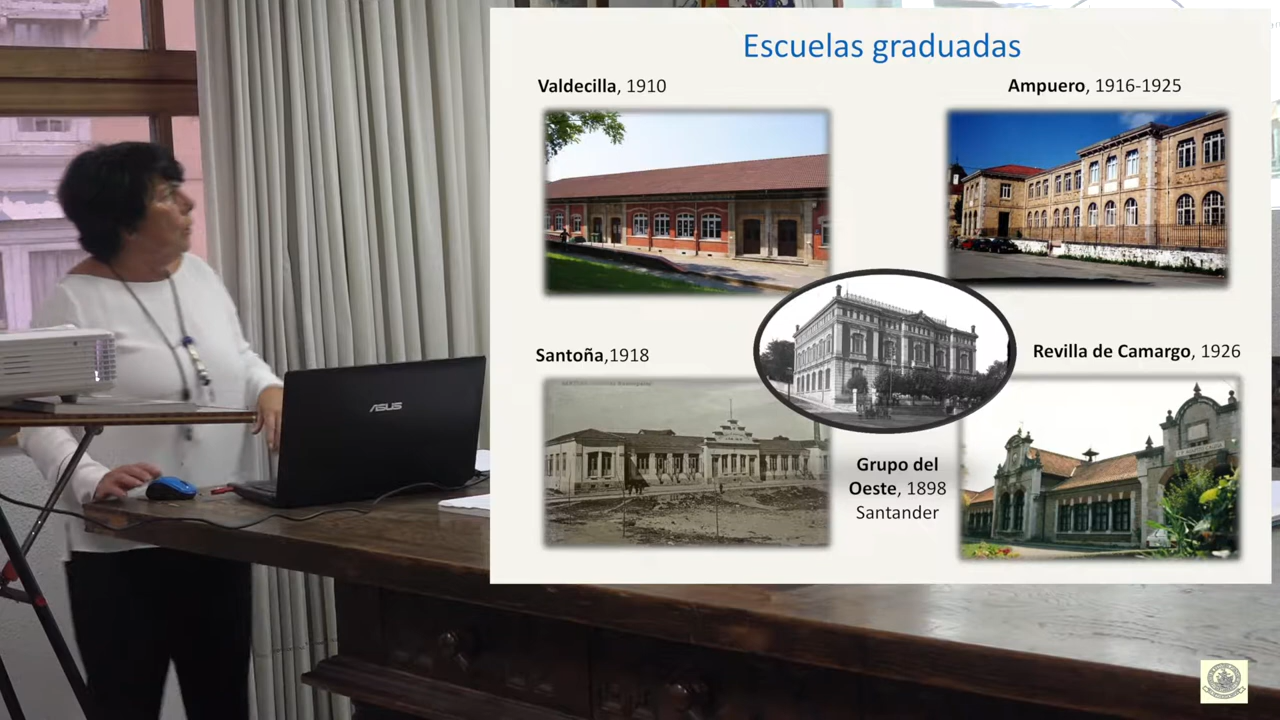 Escuelas graduadas
Valdecilla, 1910
Ampuero, 1916-1925
Santoña,1918
Revilla de Camargo, 1926
Grupo del
Oeste, 1898
Santander
ASUS